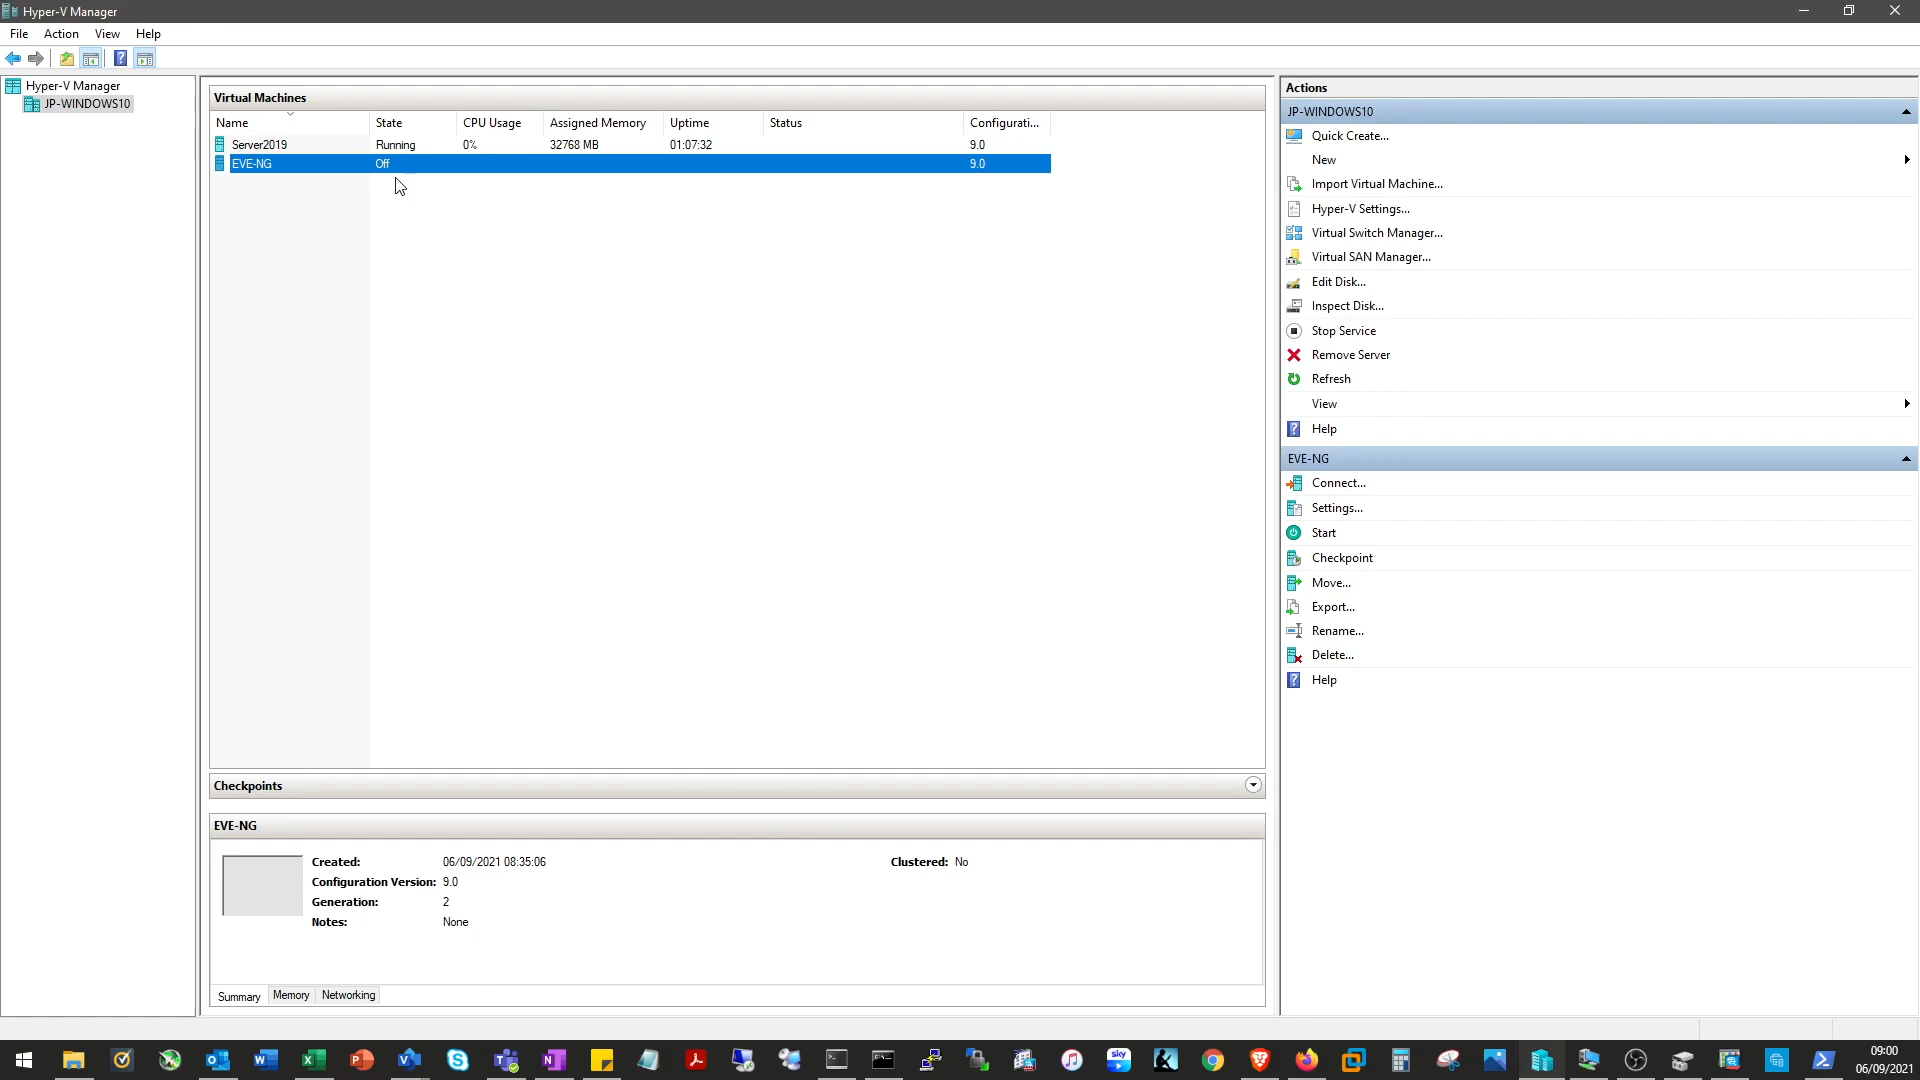 Hyper-V Manager
File Action View Help
Hyper-V Manager
JP-WINDOWS10
Virtual Machines
Name State CPU Usage Assigned Memory Uptime Status Configurati...
Server2019 Running 0% 32768 MB 01:07:32 9.0
EVE-NG Off 9.0
Checkpoints
EVE-NG
Created: 06/09/2021 08:35:06 Clustered: No
Configuration Version: 9.0
Generation: 2
Notes: None
Summary Memory Networking
Actions
JP-WINDOWS10
Quick Create...
New
Import Virtual Machine...
Hyper-V Settings...
Virtual Switch Manager...
Virtual SAN Manager...
Edit Disk...
Inspect Disk...
Stop Service
Remove Server
Refresh
View
Help
EVE-NG
Connect...
Settings...
Start
Checkpoint
Move...
Export...
Rename...
Delete...
Help
sky
09:00
06/09/2021